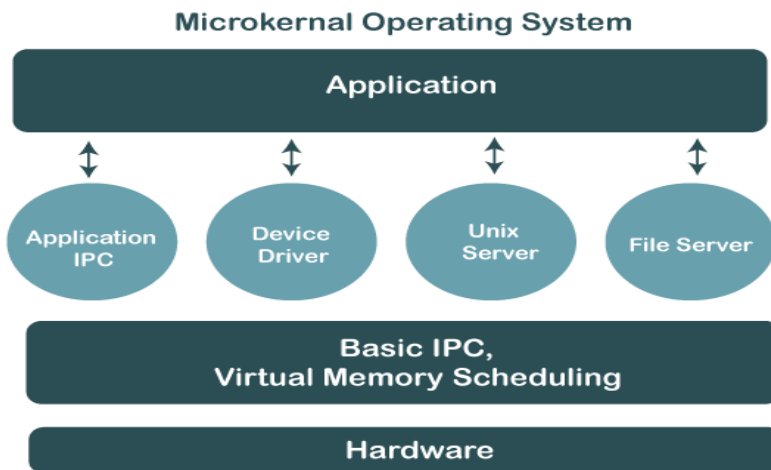 Microkernal Operating System
Application
Application
IPC
Device
Driver
Unix
Server
File Server
Basic IPC,
Virtual Memory Scheduling
Hardware